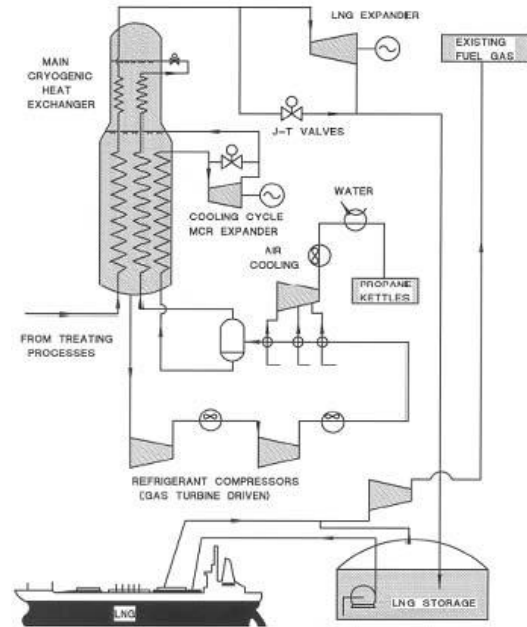 LNG EXPANDER
EXISTING
FUEL GAS
MAIN
CRYOGENIC
HEAT
EXCHANGER
J-T VALVES
COOLING CYCLE
MCR EXPANDER
WATER
AIR
COOLING
PROPANE
KETTLES
FROM TREATING
PROCESSES
REFRIGERANT COMPRESSORS
(GAS TURBINE DRIVEN)
LNG
LNG STORAGE